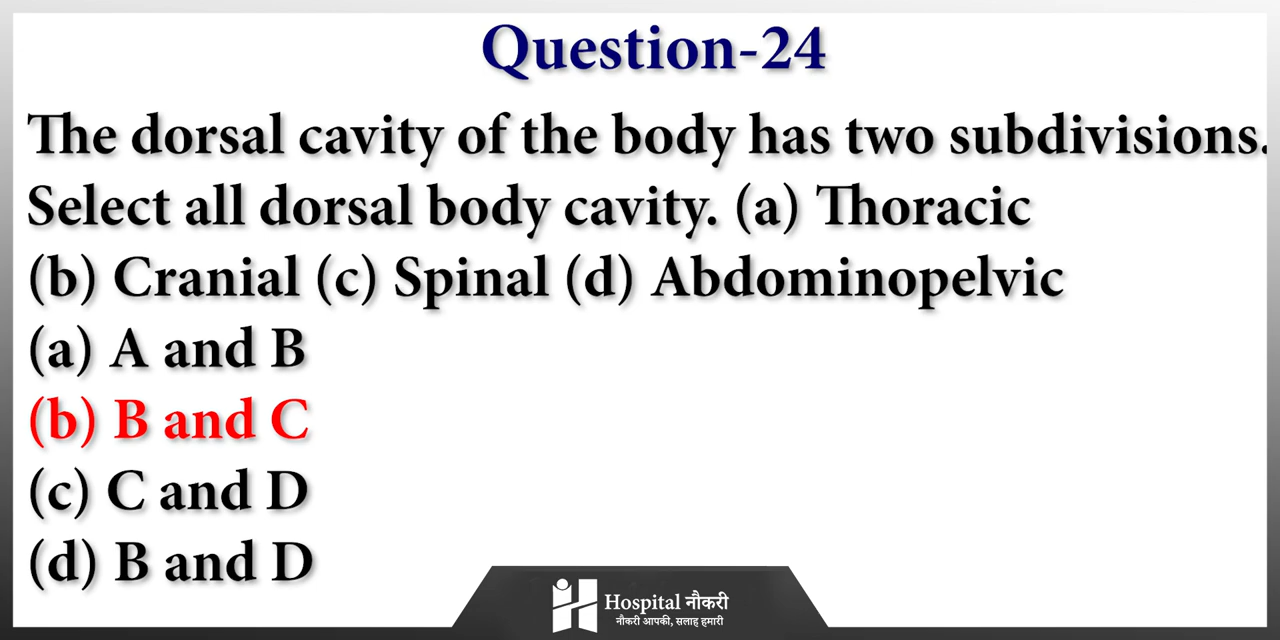 Question-24
The dorsal cavity of the body has two subdivisions.
Select all dorsal body cavity. (a) Thoracic
(b) Cranial (c) Spinal (d) Abdominopelvic
(a) A and B
(b) B and C
(c) C and D
(d) B and D
Hospital नौकरी
नौकरी आपकी, सलाह हमारी